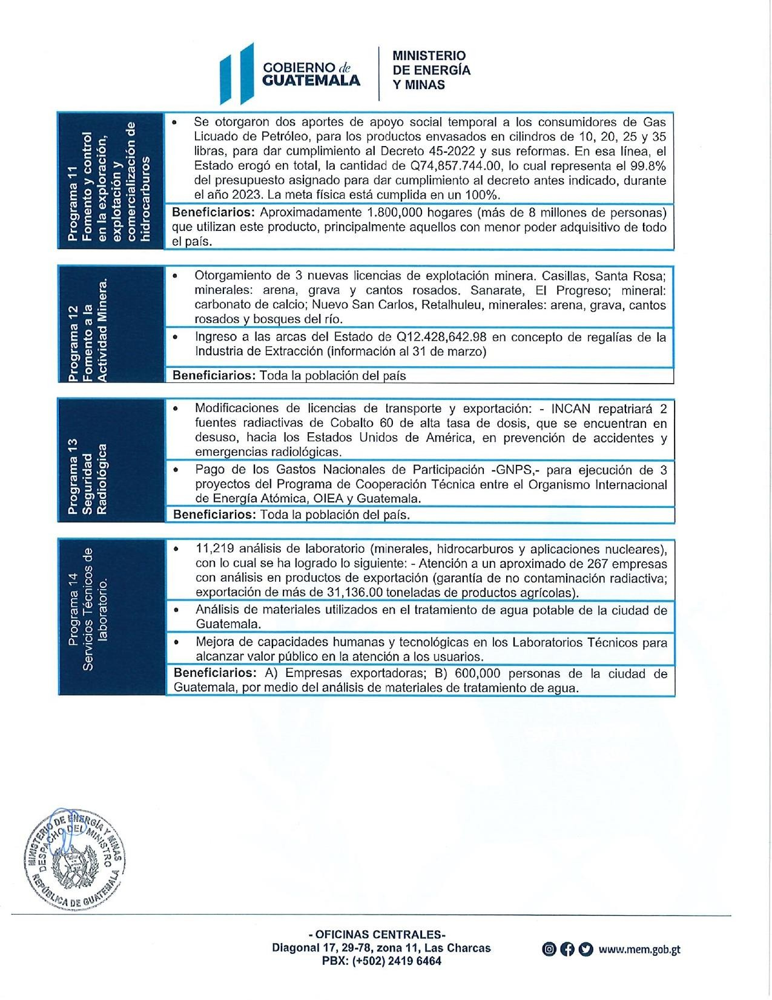 GOBIERNO de
GUATEMALA
MINISTERIO
DE ENERGÍA
Y MINAS
Programa 11
Fomento y control
en la exploración,
explotación y
comercialización de
hidrocarburos
• Se otorgaron dos aportes de apoyo social temporal a los consumidores de Gas
Licuado de Petróleo, para los productos envasados en cilindros de 10, 20, 25 y 35
libras, para dar cumplimiento al Decreto 45-2022 y sus reformas. En esa línea, el
Estado erogó en total, la cantidad de Q74,857.744.00, lo cual representa el 99.8%
del presupuesto asignado para dar cumplimiento al decreto antes indicado, durante
el año 2023. La meta física está cumplida en un 100%.
Beneficiarios: Aproximadamente 1.800,000 hogares (más de 8 millones de personas)
que utilizan este producto, principalmente aquellos con menor poder adquisitivo de todo
el país.
Programa 12
Fomento a la
Actividad Minera.
• Otorgamiento de 3 nuevas licencias de explotación minera. Casillas, Santa Rosa;
minerales: arena, grava y cantos rosados. Sanarate, El Progreso; mineral:
carbonato de calcio; Nuevo San Carlos, Retalhuleu, minerales: arena, grava, cantos
rosados y bosques del río.
• Ingreso a las arcas del Estado de Q12.428,642.98 en concepto de regalías de la
Industria de Extracción (información al 31 de marzo)
Beneficiarios: Toda la población del país
Programa 13
Seguridad
Radiológica
• Modificaciones de licencias de transporte y exportación: - INCAN repatriará 2
fuentes radiactivas de Cobalto 60 de alta tasa de dosis, que se encuentran en
desuso, hacia los Estados Unidos de América, en prevención de accidentes y
emergencias radiológicas.
• Pago de los Gastos Nacionales de Participación -GNPS,- para ejecución de 3
proyectos del Programa de Cooperación Técnica entre el Organismo Internacional
de Energía Atómica, OIEA y Guatemala.
Beneficiarios: Toda la población del país.
Programa 14
Servicios Técnicos de
laboratorio.
• 11,219 análisis de laboratorio (minerales, hidrocarburos y aplicaciones nucleares),
con lo cual se ha logrado lo siguiente: - Atención a un aproximado de 267 empresas
con análisis en productos de exportación (garantía de no contaminación radiactiva;
exportación de más de 31,136.00 toneladas de productos agrícolas).
• Análisis de materiales utilizados en el tratamiento de agua potable de la ciudad de
Guatemala.
• Mejora de capacidades humanas y tecnológicas en los Laboratorios Técnicos para
alcanzar valor público en la atención a los usuarios.
Beneficiarios: A) Empresas exportadoras; B) 600,000 personas de la ciudad de
Guatemala, por medio del análisis de materiales de tratamiento de agua.
MINISTERIO DE ENERGÍA Y MINAS
DESPACHO DEL MINISTRO
REPÚBLICA DE GUATEMALA
- OFICINAS CENTRALES-
Diagonal 17, 29-78, zona 11, Las Charcas
PBX: (+502) 2419 6464
www.mem.gob.gt